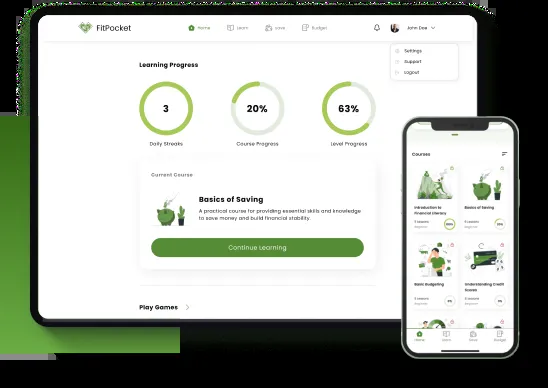 FitPocket
Home
Learn
Save
Budget
John Doe
Settings
Support
Logout
Learning Progress
3
20%
63%
Daily Streaks
Course Progress
Level Progress
Current Course
Basics of Saving
A practical course for providing essential skills and knowledge
to save money and build financial stability.
Continue Learning
Play Games
Courses
Introduction to
Financial Literacy
Basics of Saving
Basic Budgeting
Understanding Credit
Scores
Home
Learn
Save
Budget